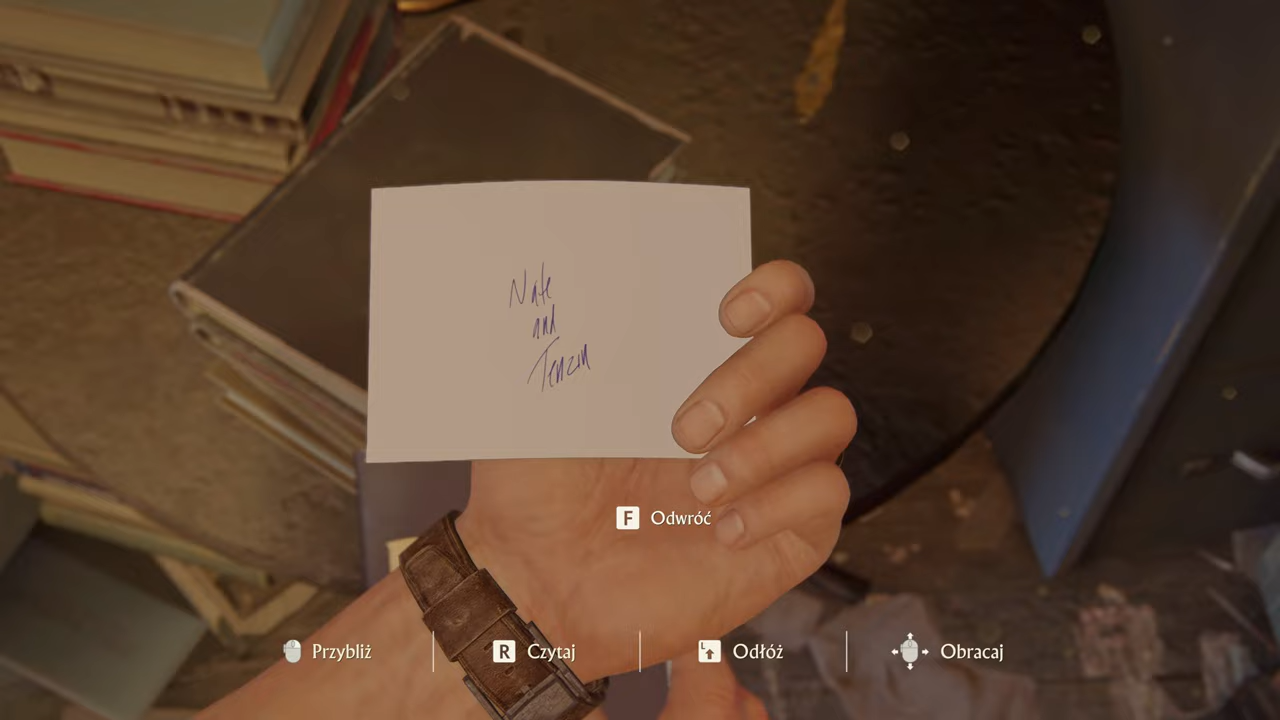 Nate
and
Tenzin
F Odwróć
Przybliż
R Czytaj
L Odłóż
Obracaj